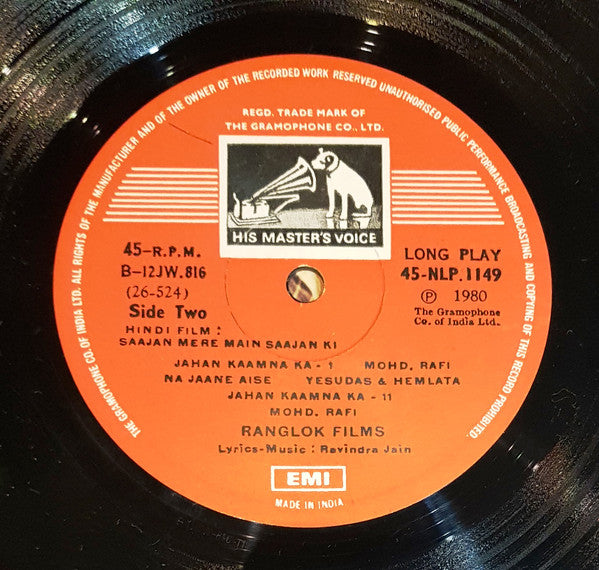 THE GRAMOPHONE CO. OF INDIA LTD. ALL RIGHTS OF THE MANUFACTURER AND OF THE OWNER OF THE RECORDED WORK RESERVED UNAUTHORISED PUBLIC PERFORMANCE BROADCASTING AND COPYING OF THIS RECORD PROHIBITED
REGD. TRADE MARK OF
THE GRAMOPHONE CO., LTD.
HIS MASTER'S VOICE
45-R.P.M.
B-12JW.816
(26-524)
Side Two
LONG PLAY
45-NLP.1149
℗ 1980
The Gramophone
Co. of India Ltd.
HINDI FILM:
SAAJAN MERE MAIN SAAJAN KI
JAHAN KAAMNA KA - 1 MOHD. RAFI
NA JAANE AISE YESUDAS & HEMLATA
JAHAN KAAMNA KA - 11
MOHD. RAFI
RANGLOK FILMS
Lyrics-Music : Ravindra Jain
EMI
MADE IN INDIA